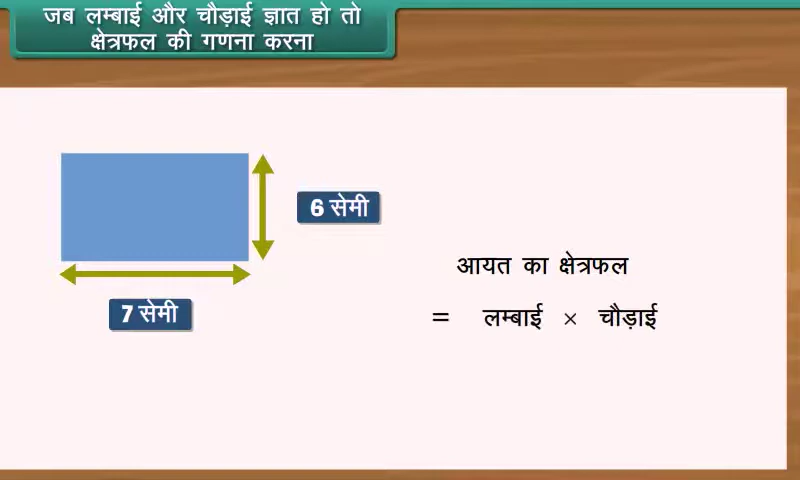 जब लम्बाई और चौड़ाई ज्ञात हो तो
क्षेत्रफल की गणना करना
6 सेमी
आयत का क्षेत्रफल
7 सेमी
= लम्बाई × चौड़ाई